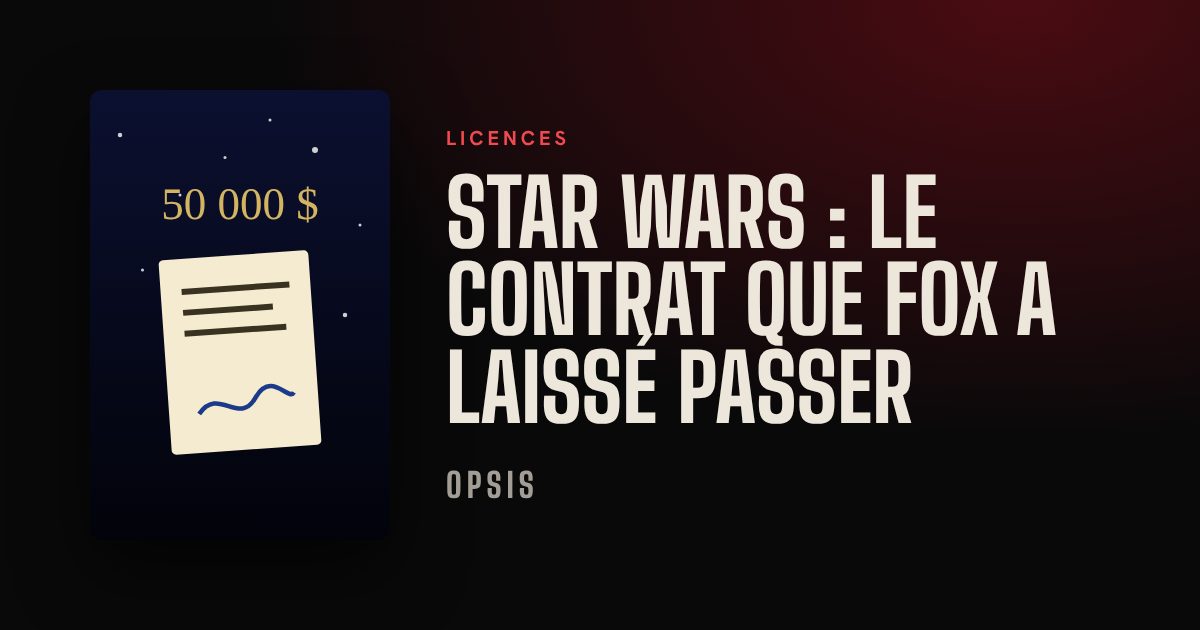 50 000 $
LICENCES
STAR WARS : LE
CONTRAT QUE FOX A
LAISSÉ PASSER
OPSIS